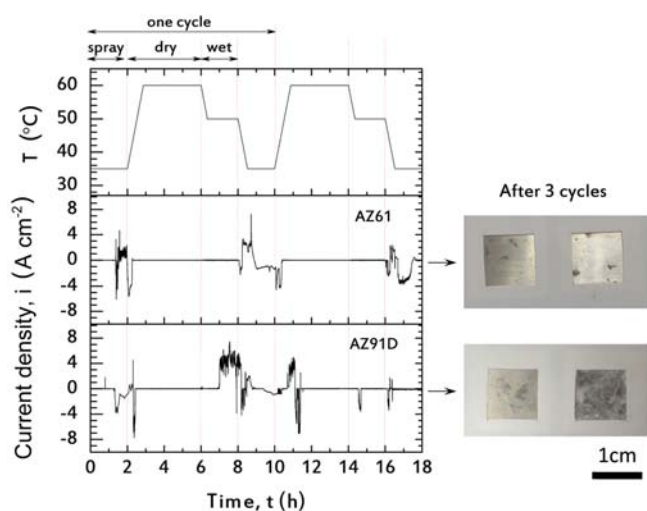 one cycle
spray dry wet
60
50
40
30
T (°C)
After 3 cycles
8
4
0
-4
-8
AZ61
Current density, i (A cm⁻²)
8
4
0
-4
-8
AZ91D
0 2 4 6 8 10 12 14 16 18
Time, t (h)
1cm